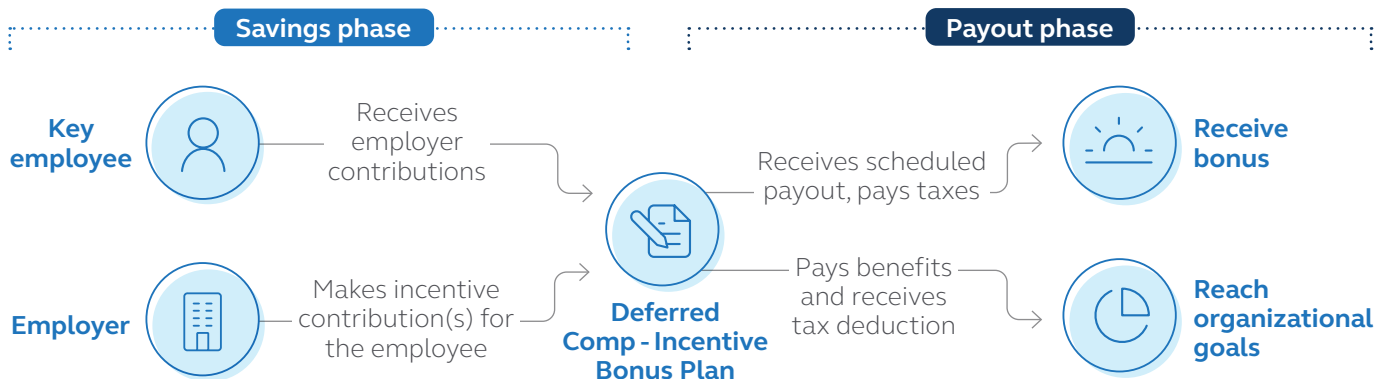 Savings phase
Payout phase
Key
employee
Receives
employer
contributions
Employer
Makes incentive
contribution(s) for
the employee
Deferred
Comp - Incentive
Bonus Plan
Receives scheduled
payout, pays taxes
Receive
bonus
Pays benefits
and receives
tax deduction
Reach
organizational
goals